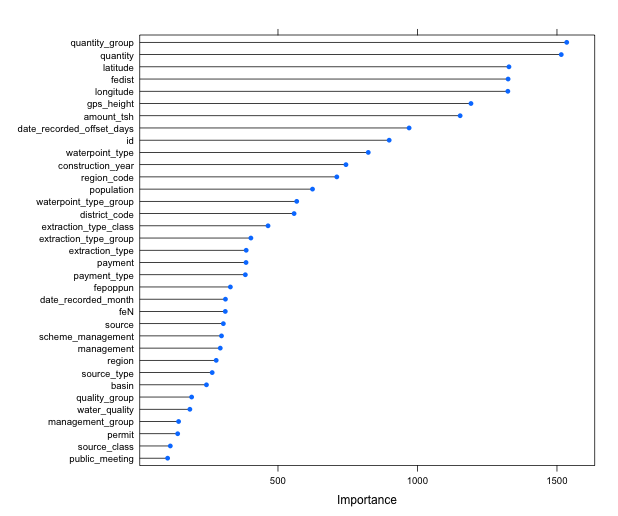 quantity_group
quantity
latitude
fedist
longitude
gps_height
amount_tsh
date_recorded_offset_days
id
waterpoint_type
construction_year
region_code
population
waterpoint_type_group
district_code
extraction_type_class
extraction_type_group
extraction_type
payment
payment_type
fepoppun
date_recorded_month
feN
source
scheme_management
management
region
source_type
basin
quality_group
water_quality
management_group
permit
source_class
public_meeting
500 1000 1500
Importance